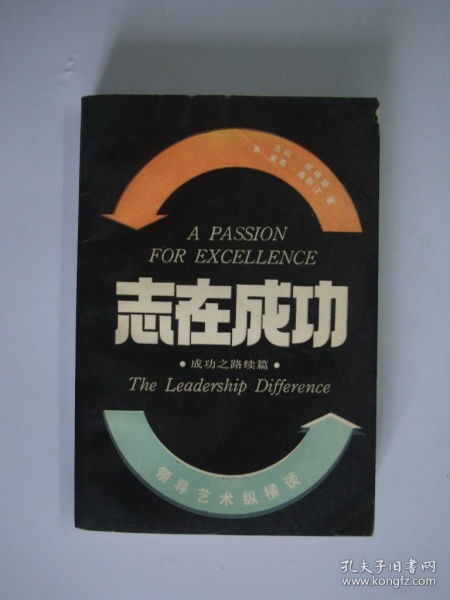 A PASSION
FOR EXCELLENCE
志在成功
•成功之路续篇•
The Leadership Difference
领导艺术纵横谈
孔夫子旧书网
www.kongfz.com